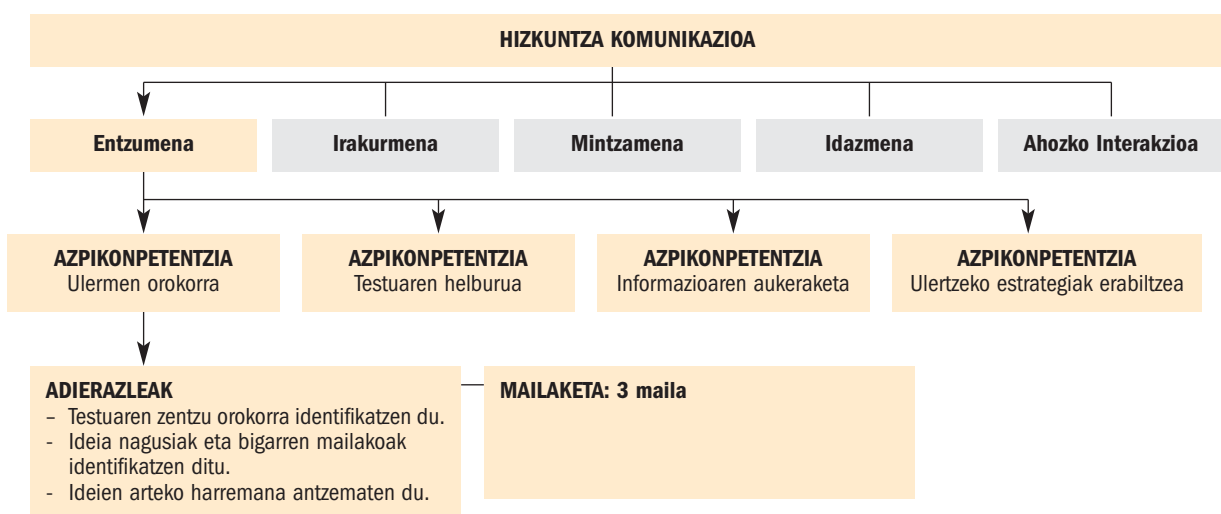 HIZKUNTZA KOMUNIKAZIOA
Entzumena
Irakurmena
Mintzamena
Idazmena
Ahozko Interakzioa
AZPIKONPETENTZIA
Ulermen orokorra
AZPIKONPETENTZIA
Testuaren helburua
AZPIKONPETENTZIA
Informazioaren aukeraketa
AZPIKONPETENTZIA
Ulertzeko estrategiak erabiltzea
ADIERAZLEAK
– Testuaren zentzu orokorra identifikatzen du.
- Ideia nagusiak eta bigarren mailakoak
identifikatzen ditu.
- Ideien arteko harremana antzematen du.
MAILAKETA: 3 maila